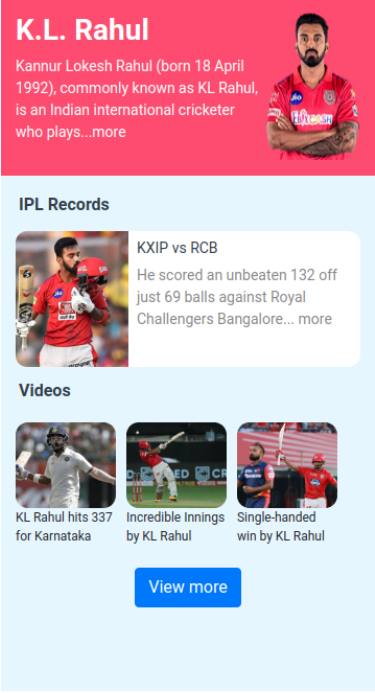 K.L. Rahul
Kannur Lokesh Rahul (born 18 April
1992), commonly known as KL Rahul,
is an Indian international cricketer
who plays...more
IPL Records
KXIP vs RCB
He scored an unbeaten 132 off
just 69 balls against Royal
Challengers Bangalore... more
Videos
KL Rahul hits 337
for Karnataka
Incredible Innings
by KL Rahul
Single-handed
win by KL Rahul
View more